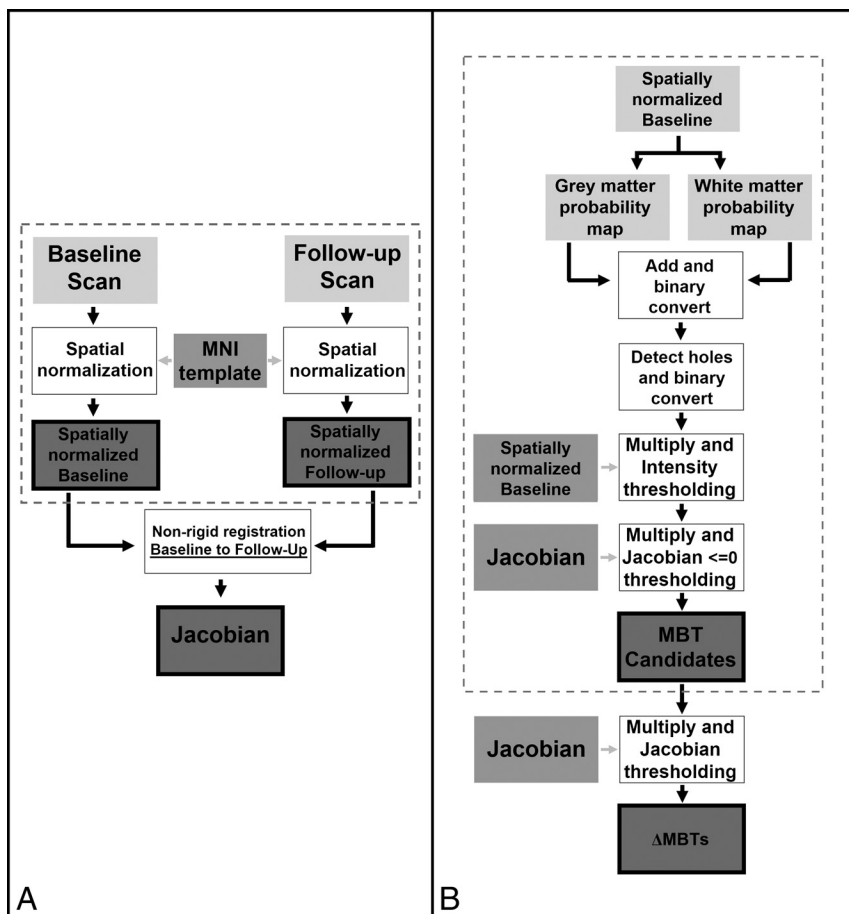 Baseline
Scan
Follow-up
Scan
Spatial
normalization
MNI
template
Spatial
normalization
Spatially
normalized
Baseline
Spatially
normalized
Follow-up
Non-rigid registration
Baseline to Follow-Up
Jacobian
A
Spatially
normalized
Baseline
Grey matter
probability
map
White matter
probability
map
Add and
binary
convert
Detect holes
and binary
convert
Spatially
normalized
Baseline
Multiply and
Intensity
thresholding
Jacobian
Multiply and
Jacobian <=0
thresholding
MBT
Candidates
Jacobian
Multiply and
Jacobian
thresholding
ΔMBTs
B